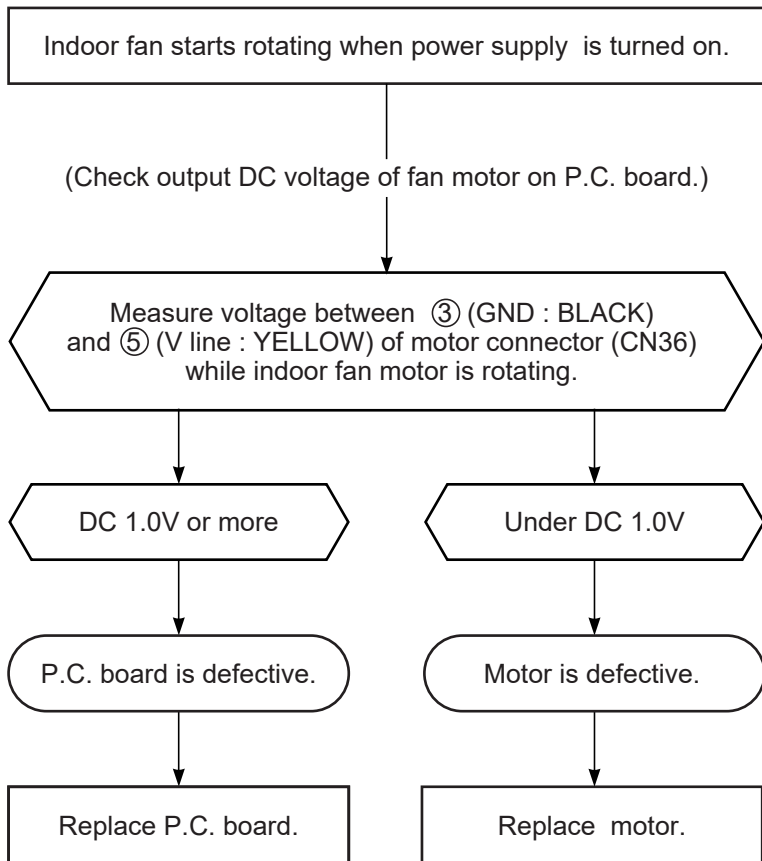 Indoor fan starts rotating when power supply is turned on.
(Check output DC voltage of fan motor on P.C. board.)
Measure voltage between ③ (GND : BLACK)
and ⑤ (V line : YELLOW) of motor connector (CN36)
while indoor fan motor is rotating.
DC 1.0V or more
Under DC 1.0V
P.C. board is defective.
Motor is defective.
Replace P.C. board.
Replace motor.